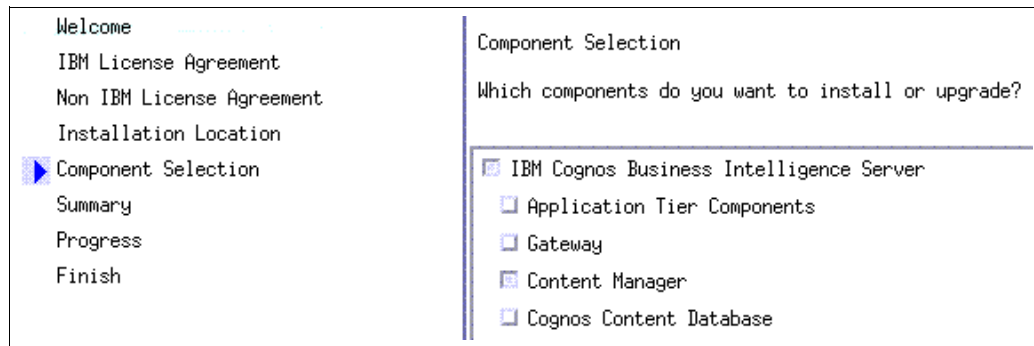 Welcome
IBM License Agreement
Non IBM License Agreement
Installation Location
Component Selection
Summary
Progress
Finish
Component Selection
Which components do you want to install or upgrade?
IBM Cognos Business Intelligence Server
Application Tier Components
Gateway
Content Manager
Cognos Content Database